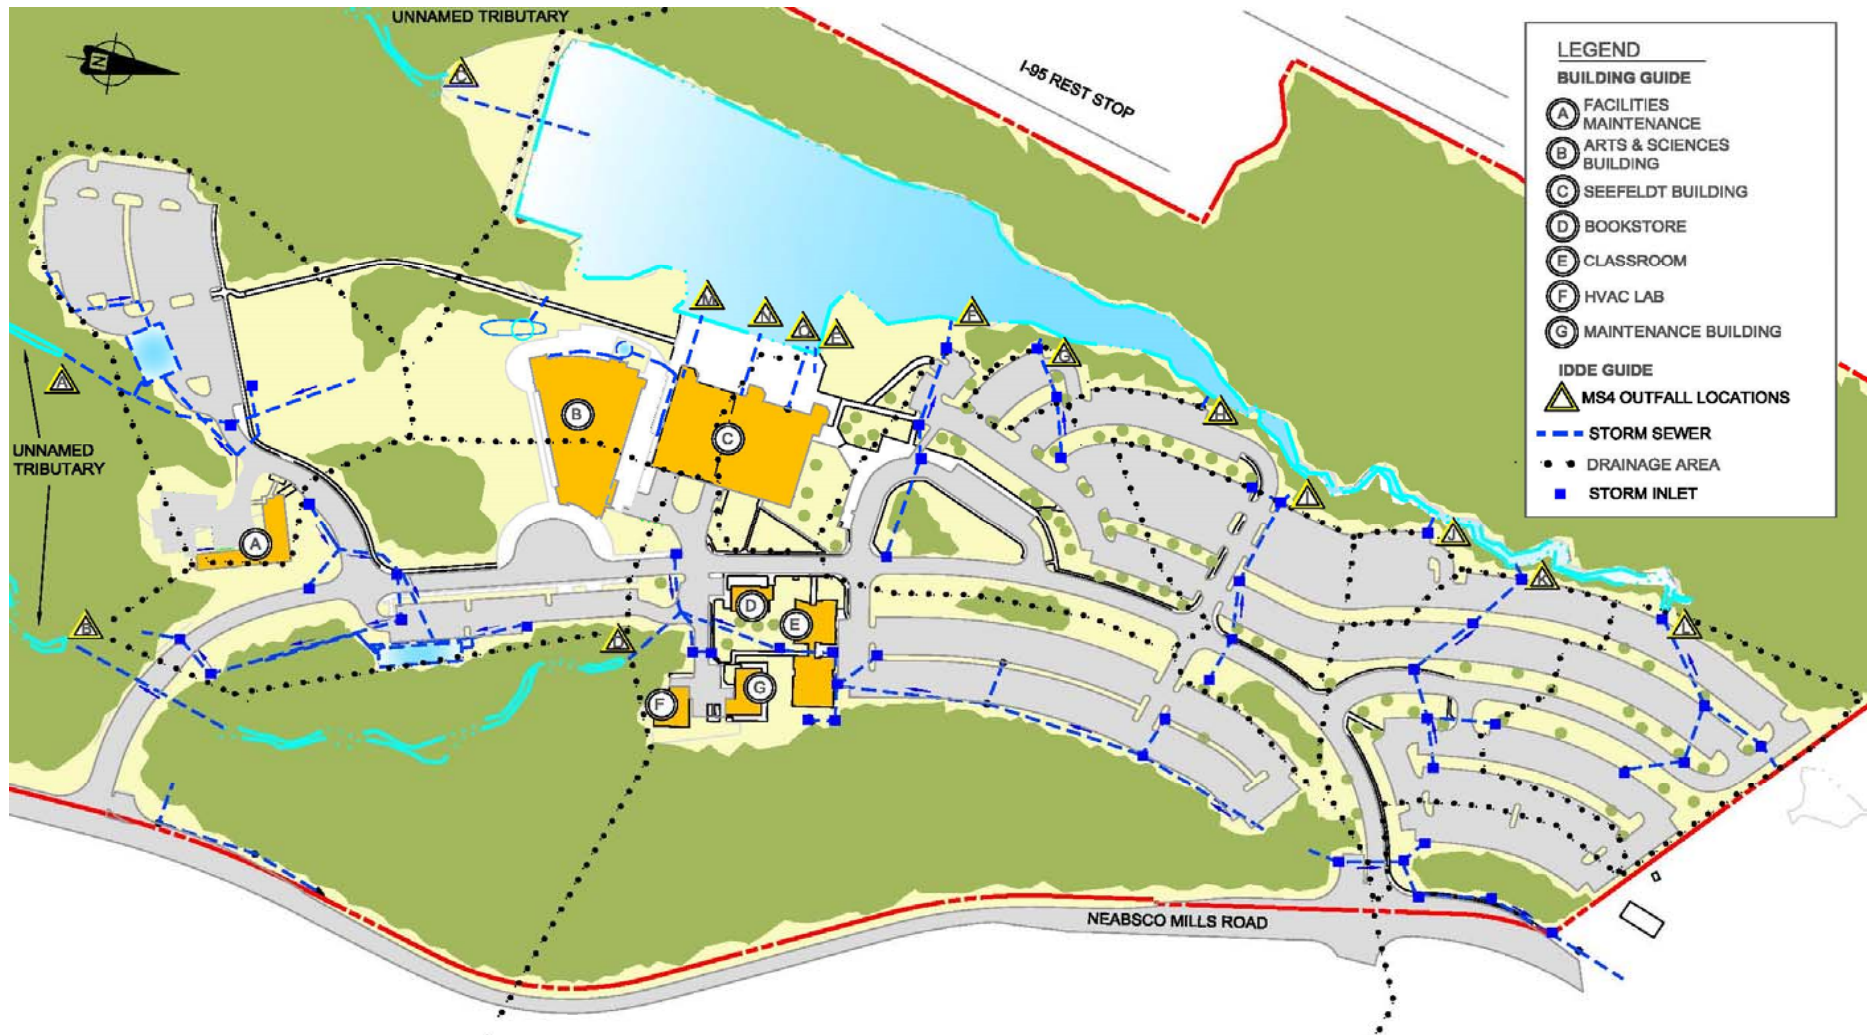 UNNAMED TRIBUTARY
N
C
I-95 REST STOP
LEGEND
BUILDING GUIDE
A FACILITIES
MAINTENANCE
B ARTS & SCIENCES
BUILDING
C SEEFELDT BUILDING
D BOOKSTORE
E CLASSROOM
F HVAC LAB
G MAINTENANCE BUILDING
IDDE GUIDE
MS4 OUTFALL LOCATIONS
STORM SEWER
DRAINAGE AREA
STORM INLET
M
N
O
E
F
G
H
I
J
K
L
A
UNNAMED
TRIBUTARY
B
D
A
B
C
D
E
F
G
NEABSCO MILLS ROAD